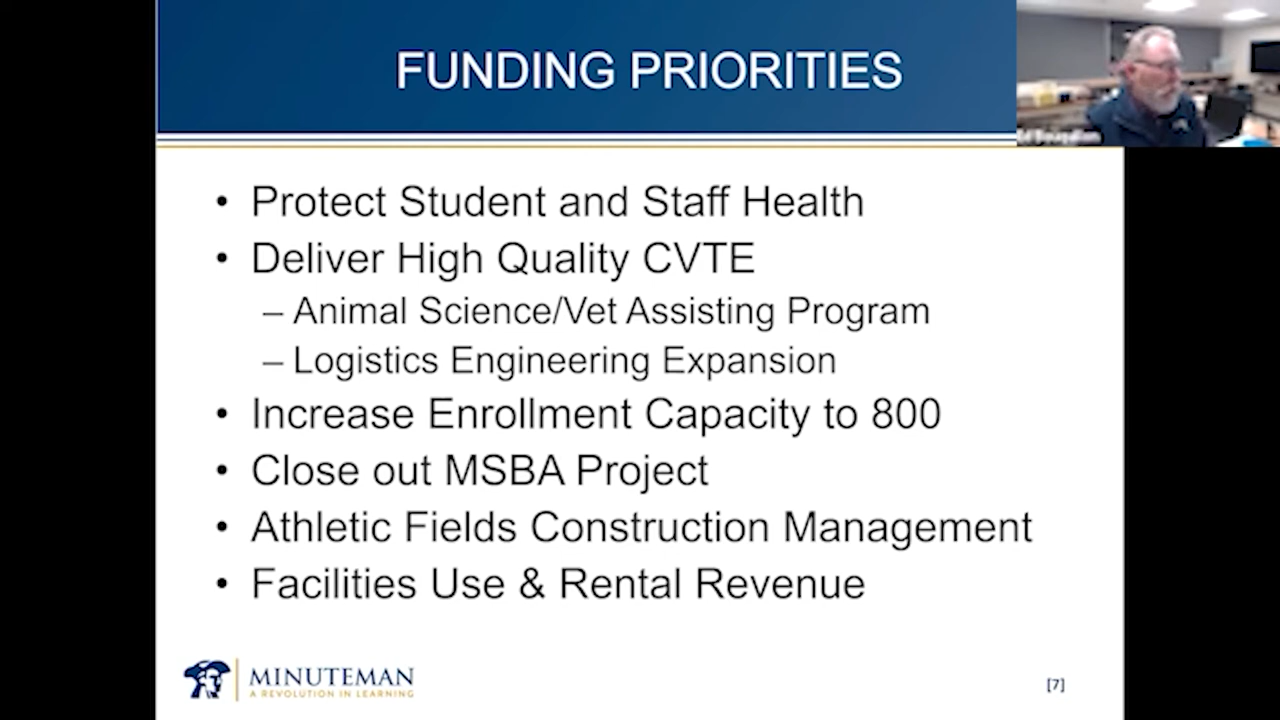 FUNDING PRIORITIES
• Protect Student and Staff Health
• Deliver High Quality CVTE
– Animal Science/Vet Assisting Program
– Logistics Engineering Expansion
• Increase Enrollment Capacity to 800
• Close out MSBA Project
• Athletic Fields Construction Management
• Facilities Use & Rental Revenue
MINUTEMAN
A REVOLUTION IN LEARNING
[7]